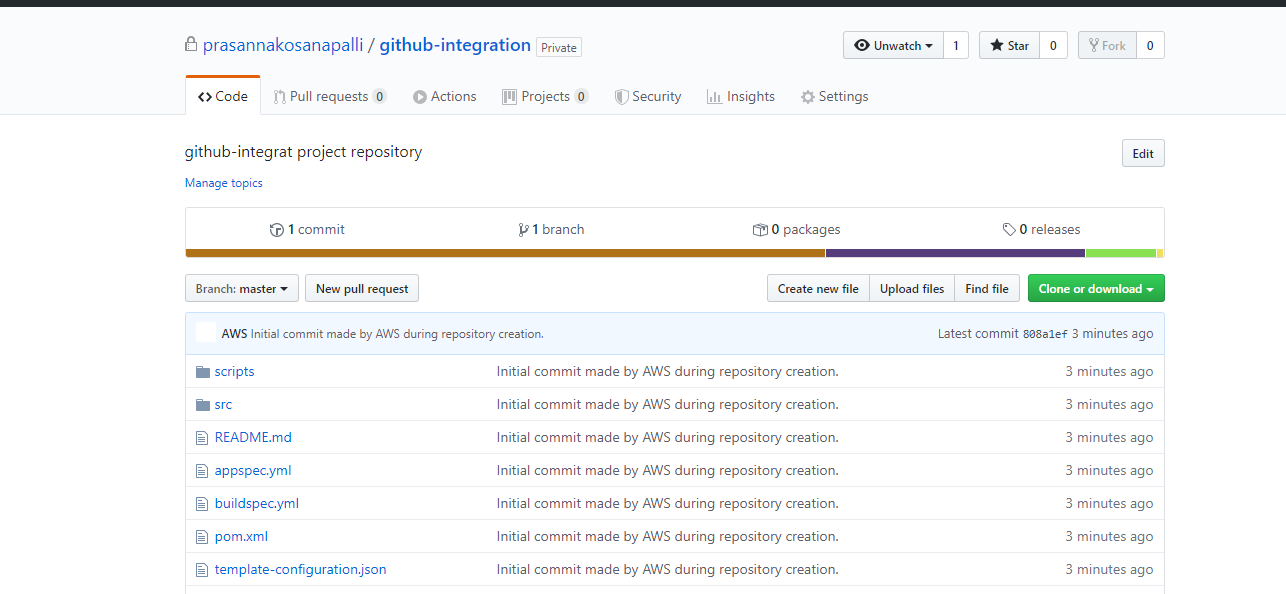 prasannakosanapalli / github-integration Private
Unwatch 1 Star 0 Fork 0
Code Pull requests 0 Actions Projects 0 Security Insights Settings
github-integrat project repository Edit
Manage topics
1 commit 1 branch 0 packages 0 releases
Branch: master New pull request Create new file Upload files Find file Clone or download
AWS Initial commit made by AWS during repository creation. Latest commit 808a1ef 3 minutes ago
scripts Initial commit made by AWS during repository creation. 3 minutes ago
src Initial commit made by AWS during repository creation. 3 minutes ago
README.md Initial commit made by AWS during repository creation. 3 minutes ago
appspec.yml Initial commit made by AWS during repository creation. 3 minutes ago
buildspec.yml Initial commit made by AWS during repository creation. 3 minutes ago
pom.xml Initial commit made by AWS during repository creation. 3 minutes ago
template-configuration.json Initial commit made by AWS during repository creation. 3 minutes ago